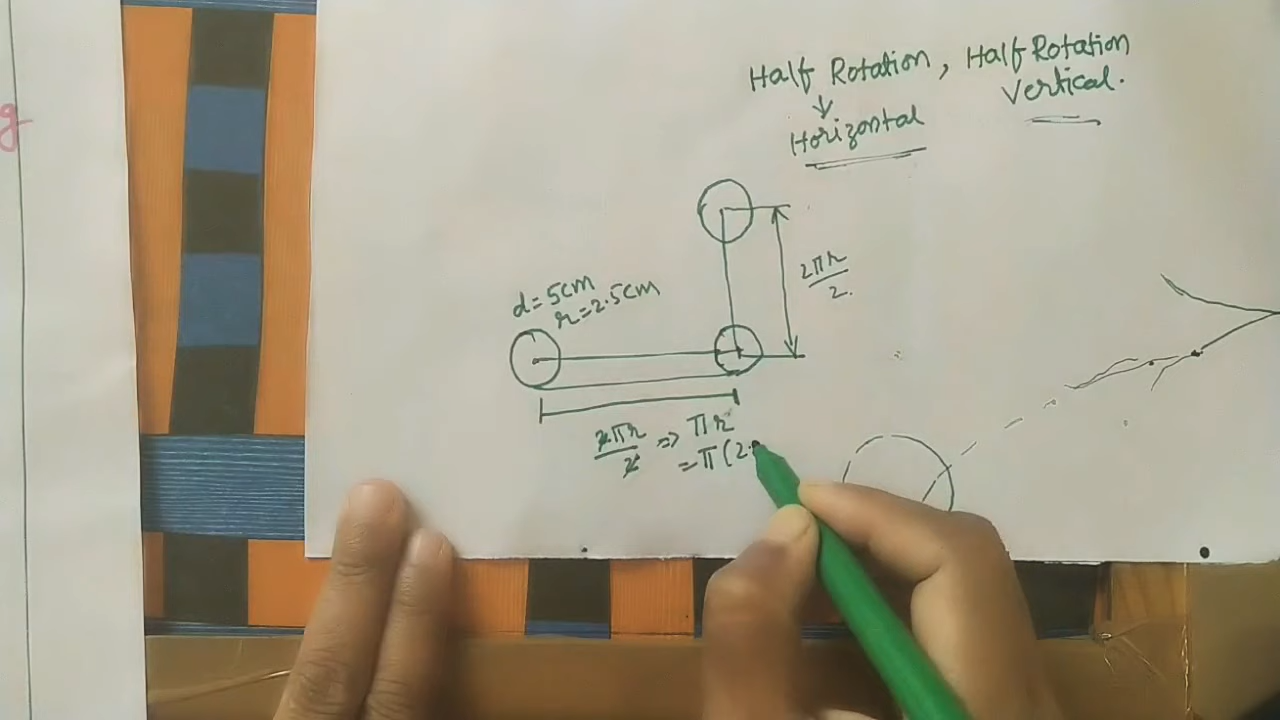 g
Half Rotation, Half Rotation
↓
Horizontal
Vertical.
d=5cm
r=2.5cm
2πr/2.
2πr/2 => πr
=π(2.